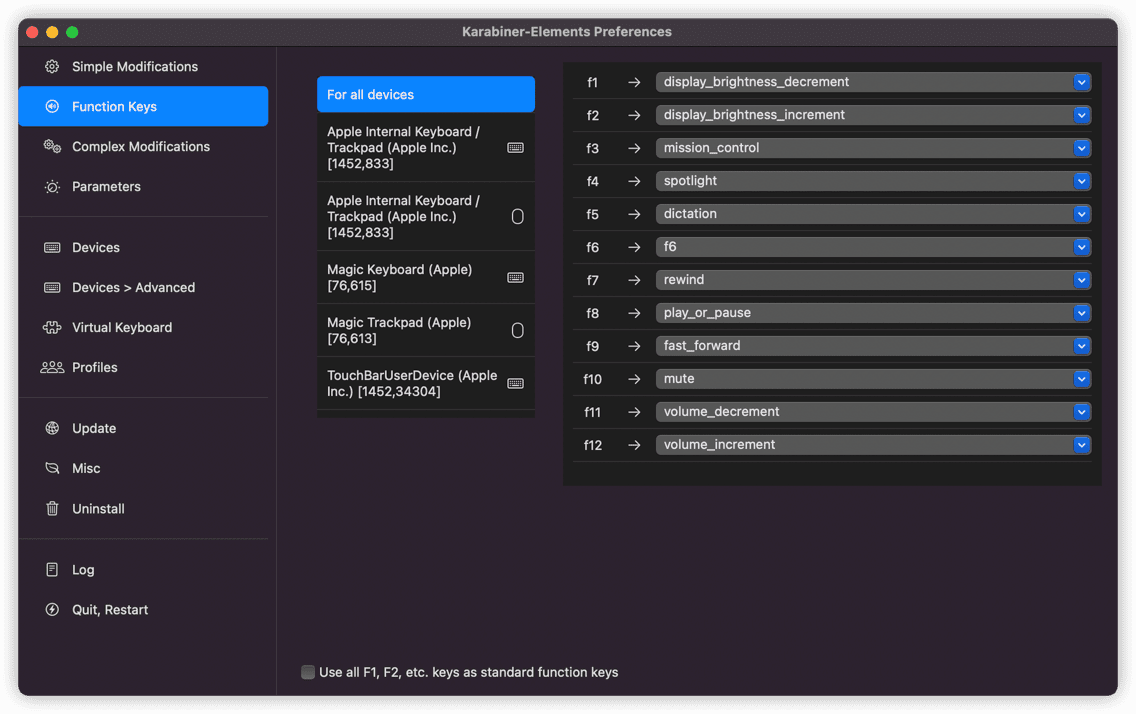 Karabiner-Elements Preferences
Simple Modifications
Function Keys
Complex Modifications
Parameters
Devices
Devices > Advanced
Virtual Keyboard
Profiles
Update
Misc
Uninstall
Log
Quit, Restart
For all devices
Apple Internal Keyboard /
Trackpad (Apple Inc.)
[1452,833]
Apple Internal Keyboard /
Trackpad (Apple Inc.)
[1452,833]
Magic Keyboard (Apple)
[76,615]
Magic Trackpad (Apple)
[76,613]
TouchBarUserDevice (Apple
Inc.) [1452,34304]
f1 → display_brightness_decrement
f2 → display_brightness_increment
f3 → mission_control
f4 → spotlight
f5 → dictation
f6 → f6
f7 → rewind
f8 → play_or_pause
f9 → fast_forward
f10 → mute
f11 → volume_decrement
f12 → volume_increment
Use all F1, F2, etc. keys as standard function keys